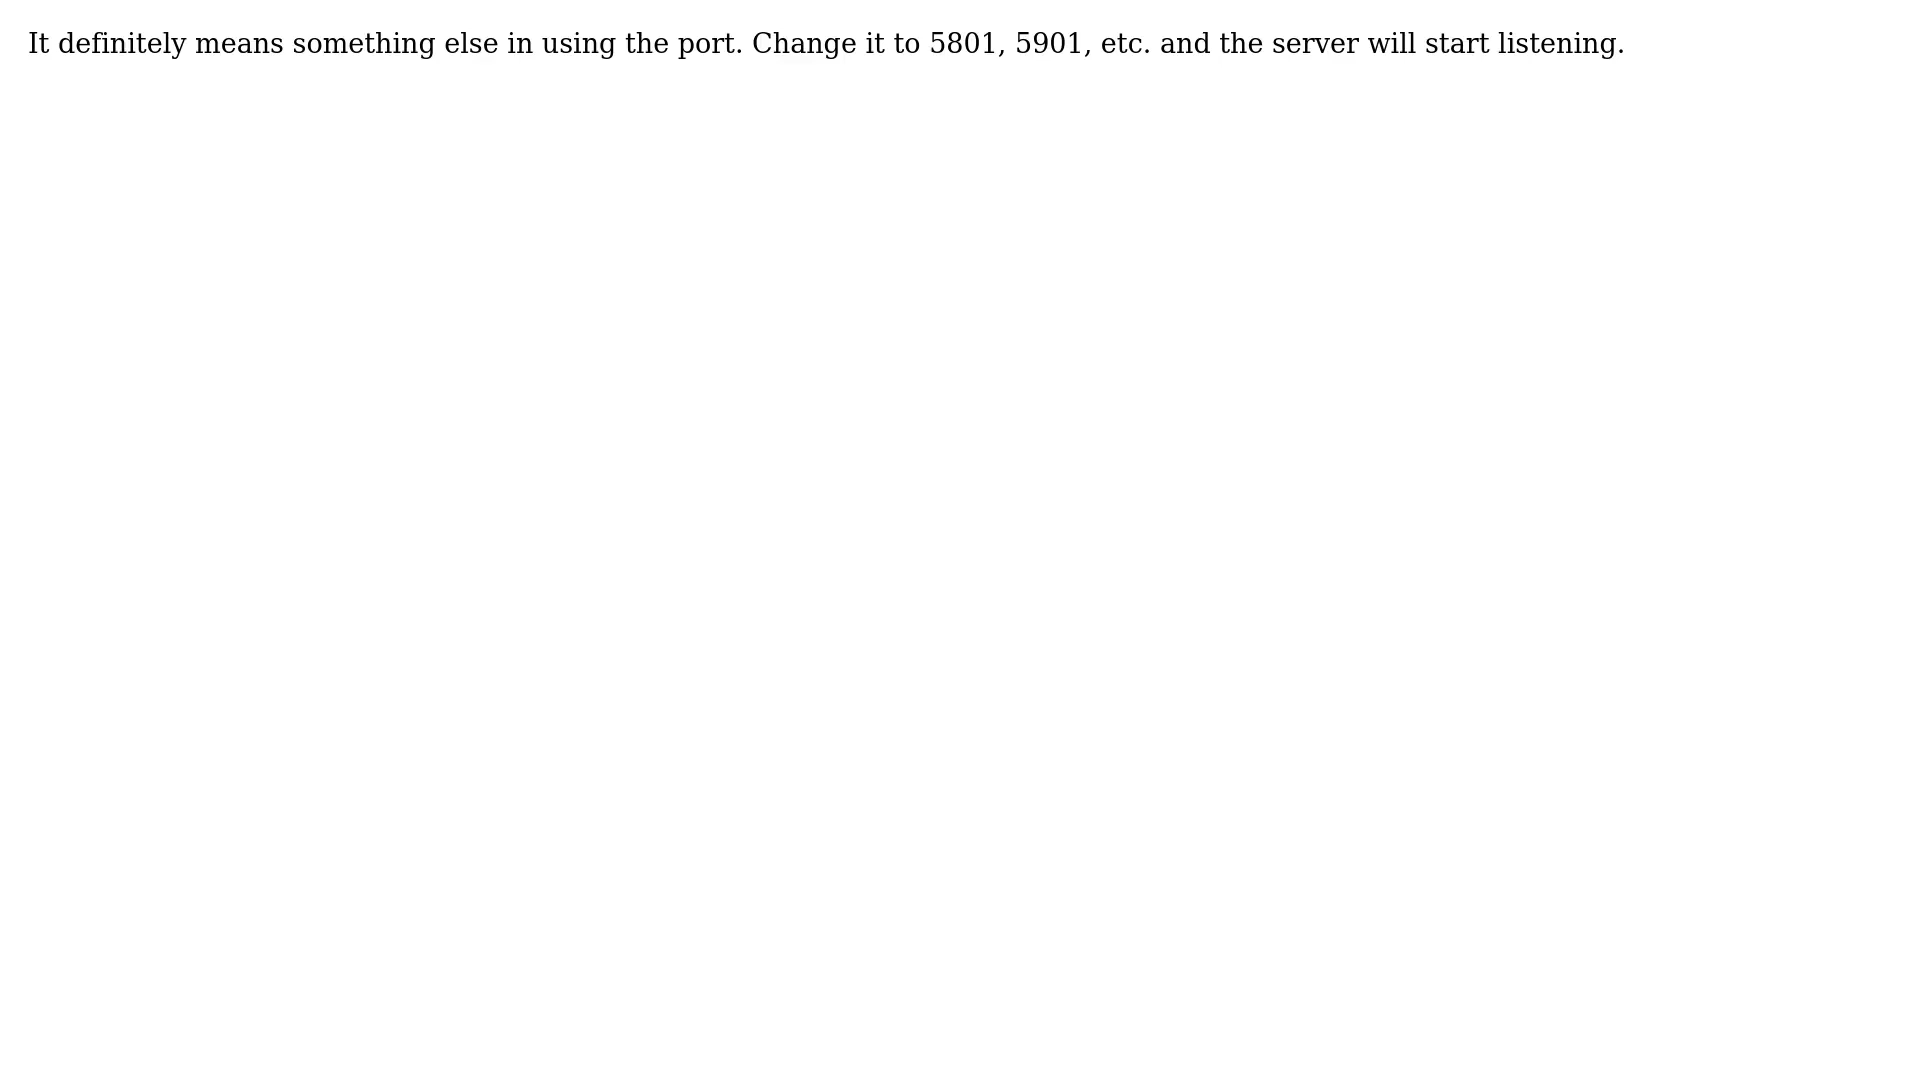 It definitely means something else in using the port. Change it to 5801, 5901, etc. and the server will start listening.